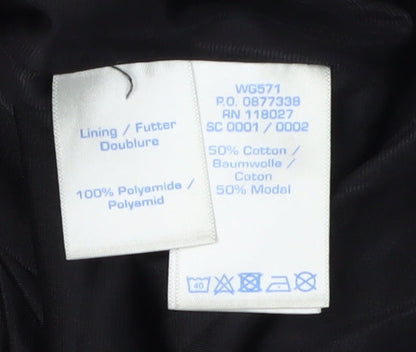 Lining / Futter
Doublure
100% Polyamide /
Polyamid
WG571
P.O. 0877338
RN 118027
SC 0001 / 0002
50% Cotton /
Baumwolle /
Coton
50% Modal
40